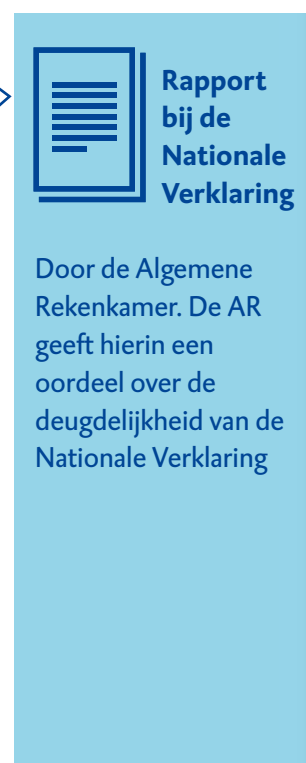 Rapport
bij de
Nationale
Verklaring
Door de Algemene
Rekenkamer. De AR
geeft hierin een
oordeel over de
deugdelijkheid van de
Nationale Verklaring